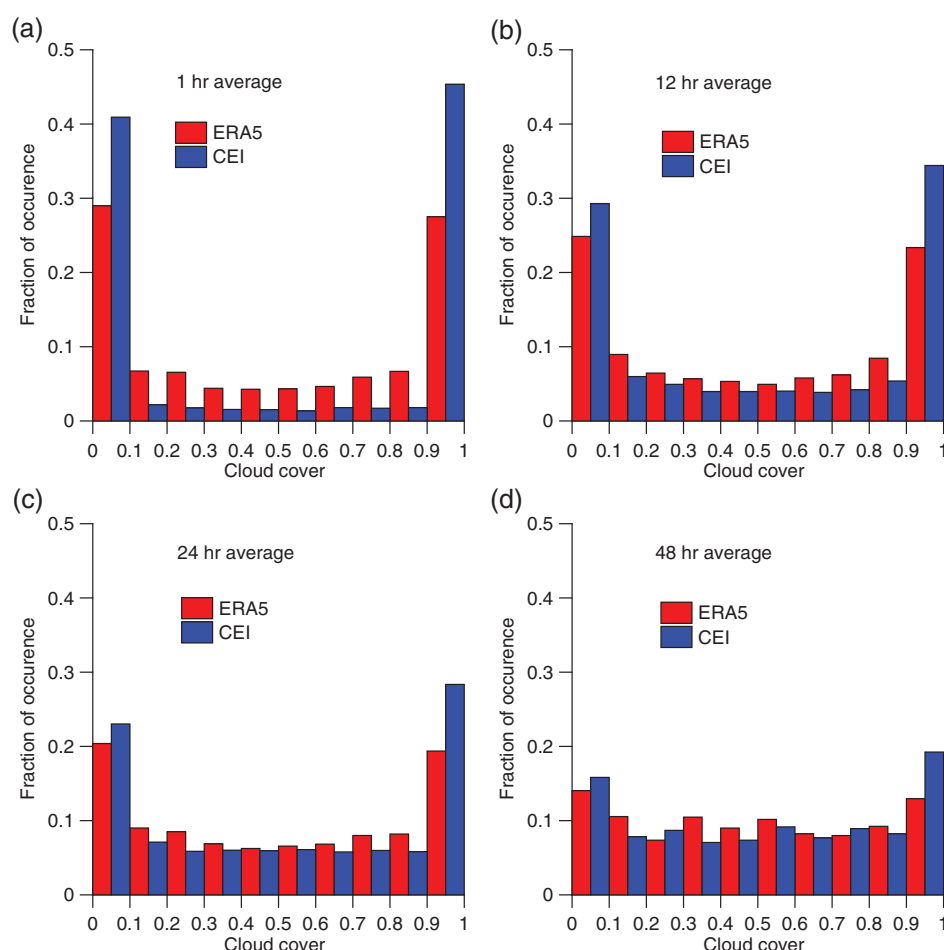 (a)
0.5
0.4
0.3
0.2
0.1
0
Fraction of occurence
1 hr average
ERA5
CEI
0 0.1 0.2 0.3 0.4 0.5 0.6 0.7 0.8 0.9 1
Cloud cover
(b)
0.5
0.4
0.3
0.2
0.1
0
Fraction of occurence
12 hr average
ERA5
CEI
0 0.1 0.2 0.3 0.4 0.5 0.6 0.7 0.8 0.9 1
Cloud cover
(c)
0.5
0.4
0.3
0.2
0.1
0
Fraction of occurence
24 hr average
ERA5
CEI
0 0.1 0.2 0.3 0.4 0.5 0.6 0.7 0.8 0.9 1
Cloud cover
(d)
0.5
0.4
0.3
0.2
0.1
0
Fraction of occurence
48 hr average
ERA5
CEI
0 0.1 0.2 0.3 0.4 0.5 0.6 0.7 0.8 0.9 1
Cloud cover